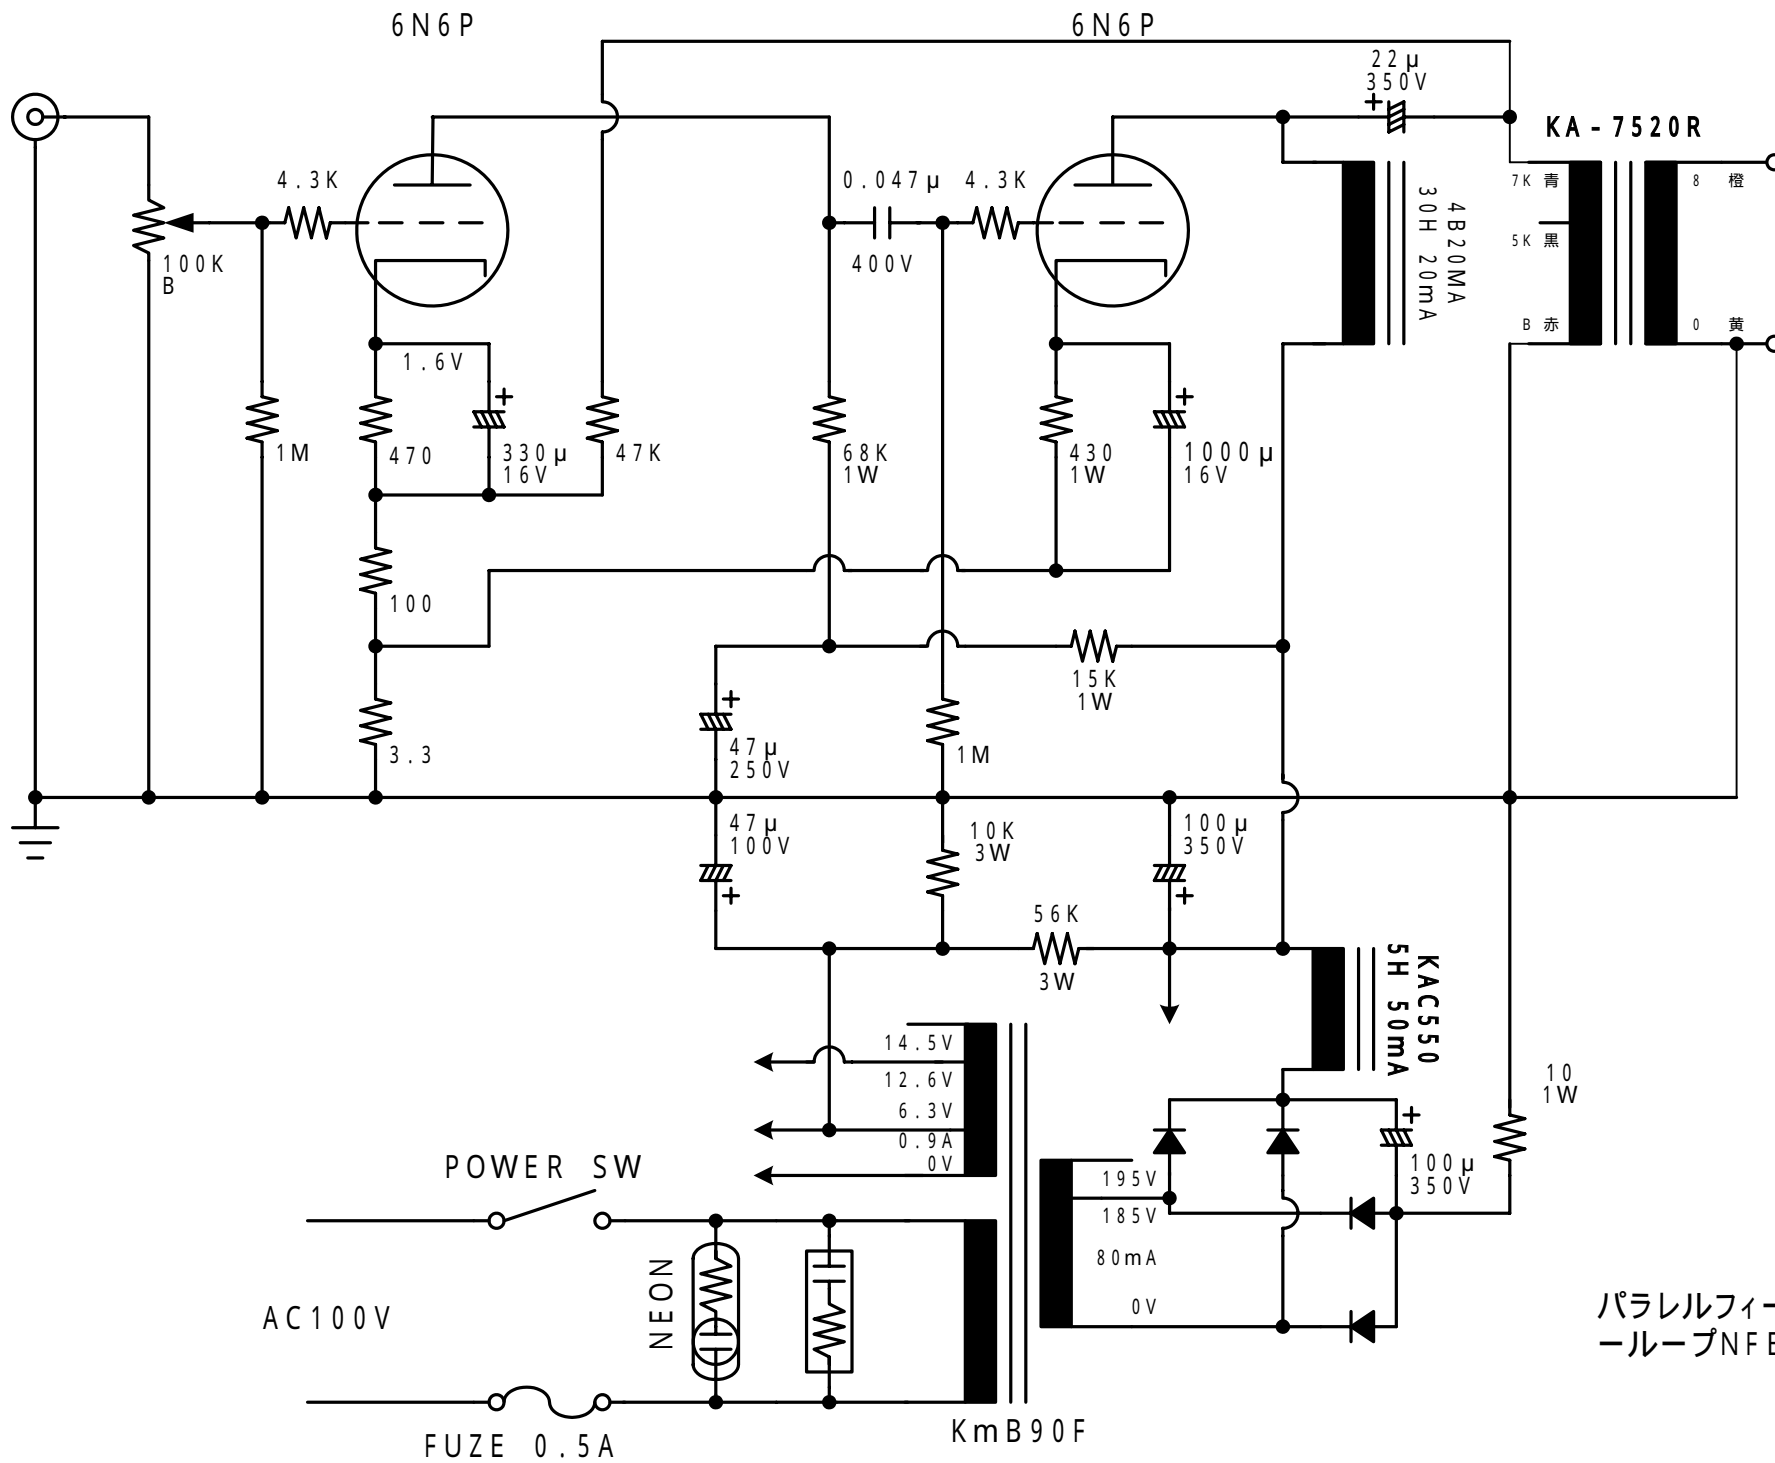 6N6P
6N6P
22μ
350V
KA-7520R
4.3K
0.047μ
4.3K
400V
100K
B
7K 青
5K 黒
B 赤
8 橙
0 黄
4B20MA
30H 20mA
1.6V
1M
470
330μ
16V
47K
68K
1W
430
1W
1000μ
16V
100
15K
1W
3.3
47μ
250V
1M
47μ
100V
10K
3W
100μ
350V
56K
3W
KAC550
5H 50mA
14.5V
12.6V
6.3V
0.9A
0V
10
1W
100μ
350V
195V
185V
80mA
0V
POWER SW
NEON
AC100V
FUZE 0.5A
KmB90F
パラレルフィー
ーループNFE